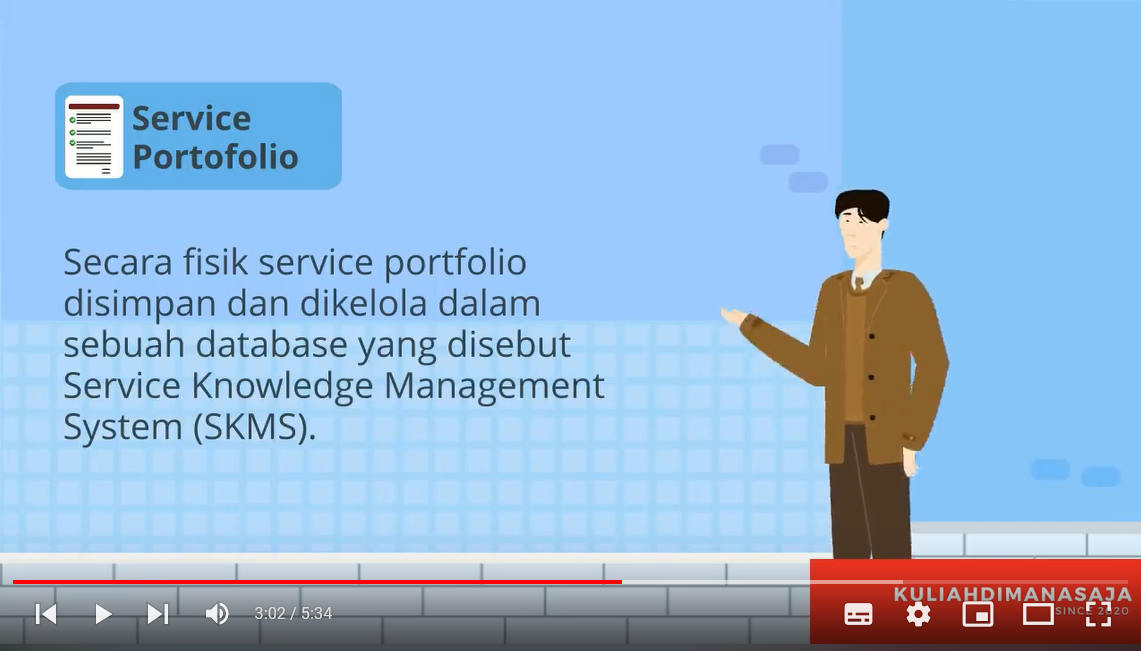 Service
Portofolio
Secara fisik service portfolio
disimpan dan dikelola dalam
sebuah database yang disebut
Service Knowledge Management
System (SKMS).
KULIAHDIMANASAJA
SINCE 2020
3:02 / 5:34